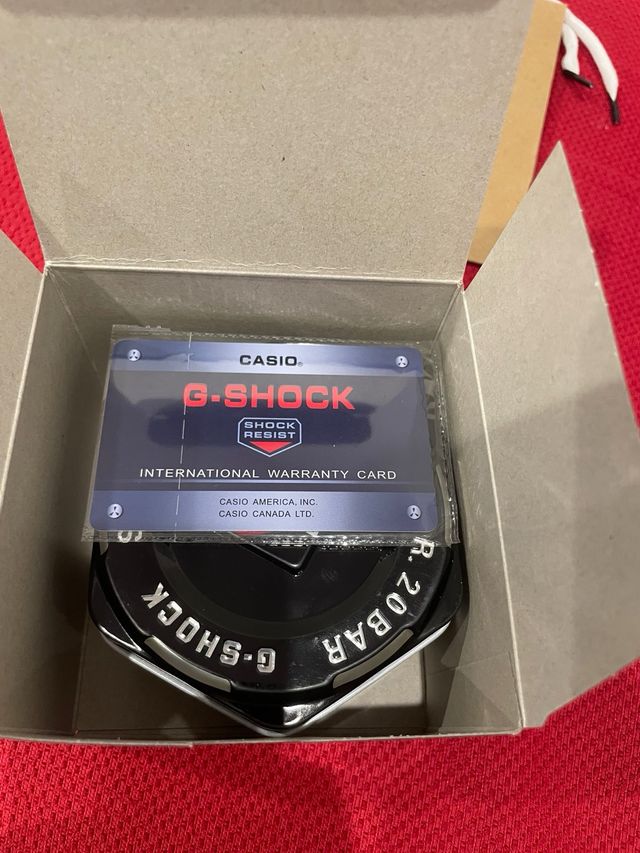 CASIO®
G-SHOCK
SHOCK
RESIST
INTERNATIONAL WARRANTY CARD
CASIO AMERICA, INC.
CASIO CANADA LTD.
R. 20BAR
G-SHOCK